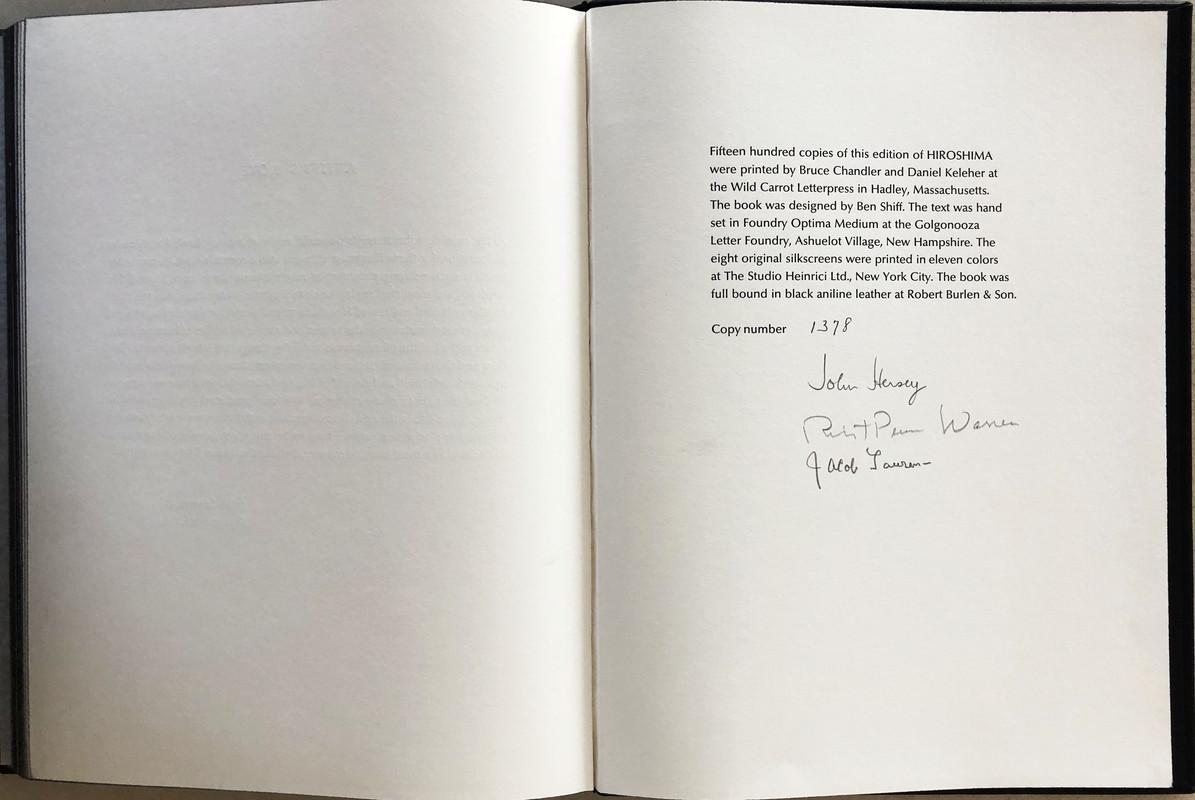 Fifteen hundred copies of this edition of HIROSHIMA
were printed by Bruce Chandler and Daniel Keleher at
the Wild Carrot Letterpress in Hadley, Massachusetts.
The book was designed by Ben Shiff. The text was hand
set in Foundry Optima Medium at the Golgonooza
Letter Foundry, Ashuelot Village, New Hampshire. The
eight original silkscreens were printed in eleven colors
at The Studio Heinrici Ltd., New York City. The book was
full bound in black aniline leather at Robert Burlen & Son.
Copy number 1378
John Hersey
Robert Penn Warren
Jacob Lawrence